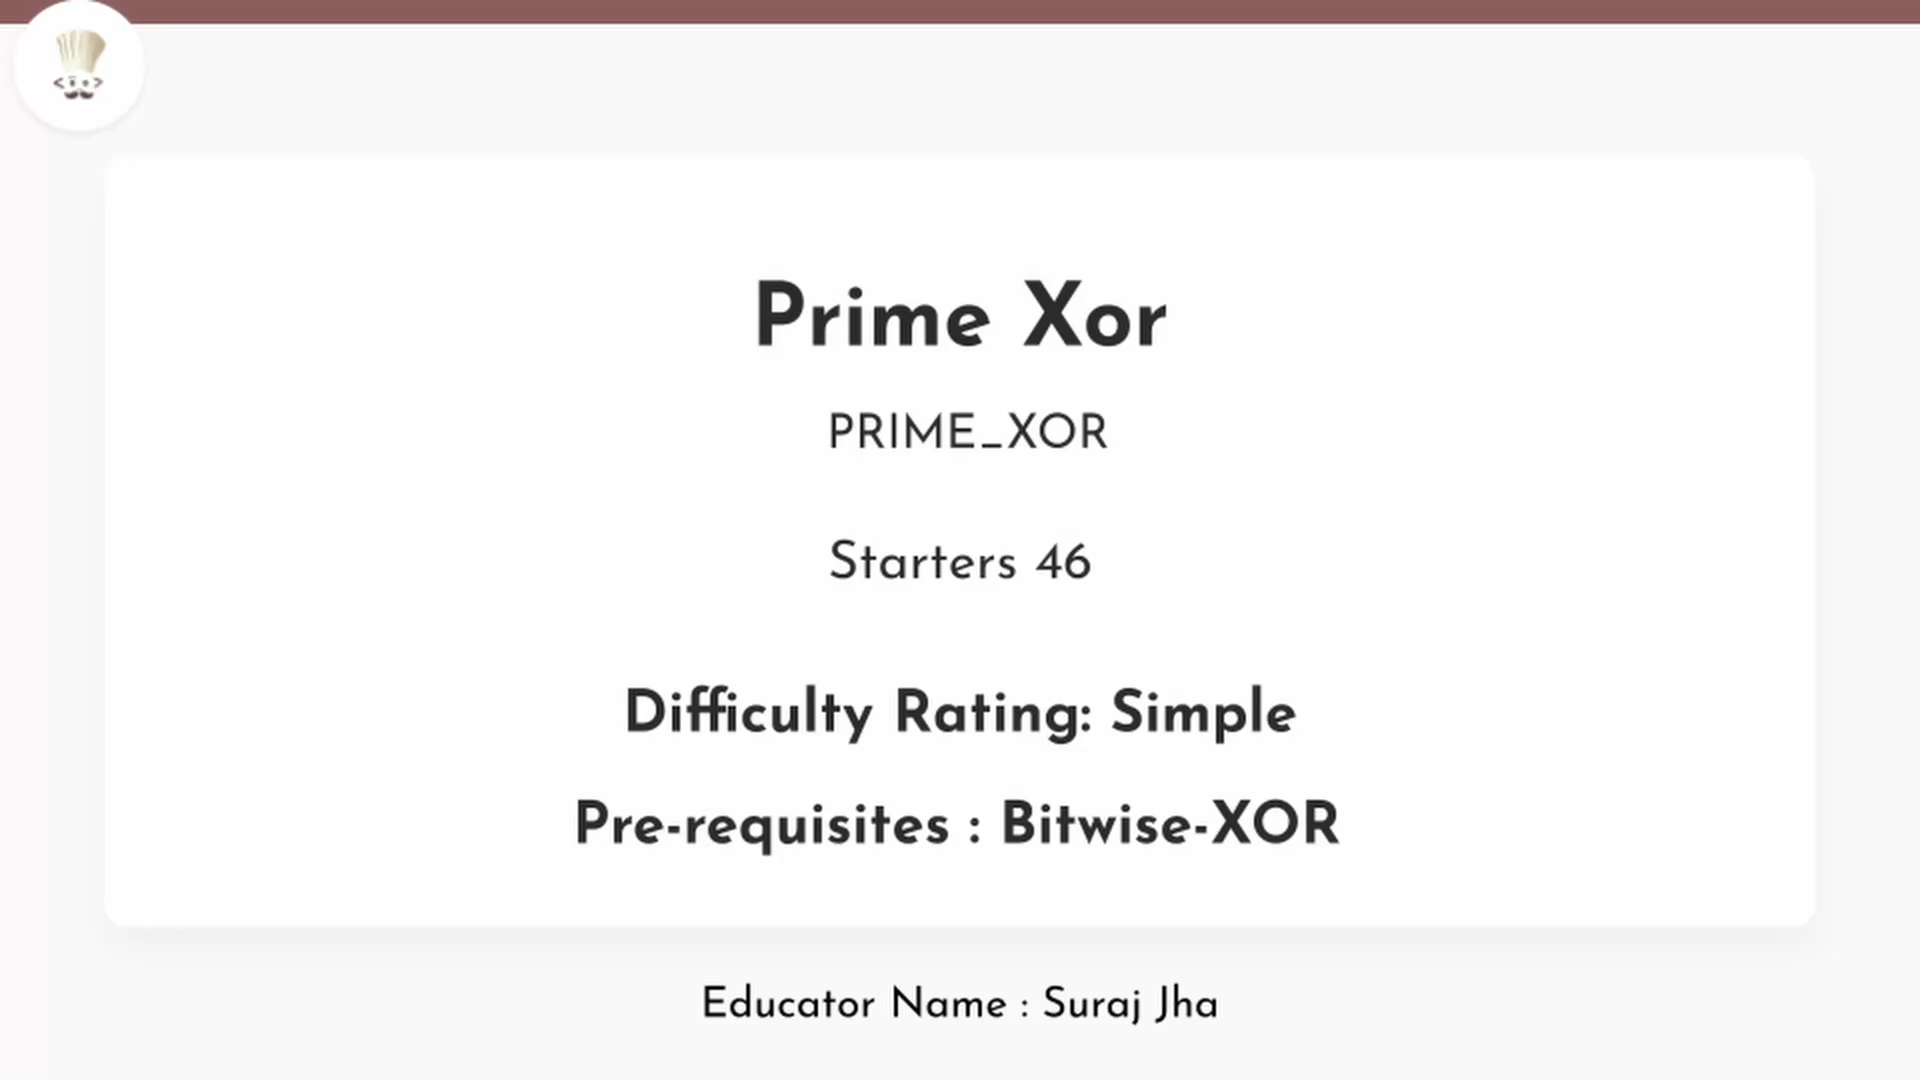 Prime Xor
PRIME_XOR
Starters 46
Difficulty Rating: Simple
Pre-requisites : Bitwise-XOR
Educator Name : Suraj Jha